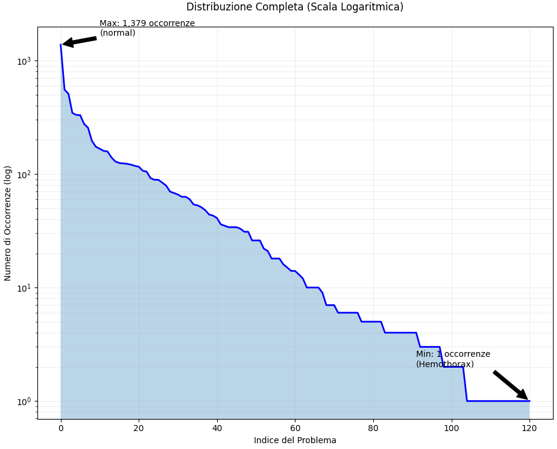 Distribuzione Completa (Scala Logaritmica)
Max: 1,379 occorrenze
(normal)
10³
10²
10¹
10⁰
Numero di Occorrenze (log)
Min: 1 occorrenze
(Hemothorax)
0 20 40 60 80 100 120
Indice del Problema